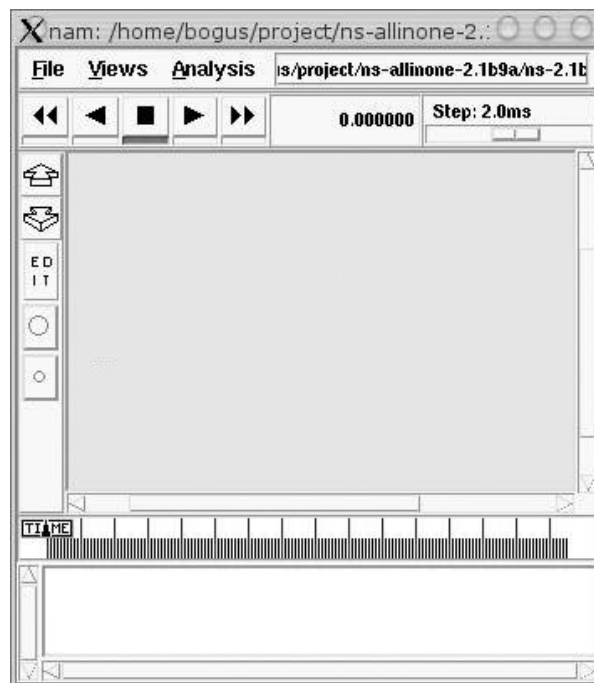 nam: /home/bogus/project/ns-allinone-2.
File Views Analysis is/project/ns-allinone-2.1b9a/ns-2.1b
0.000000 Step: 2.0ms
ED
IT
TIME